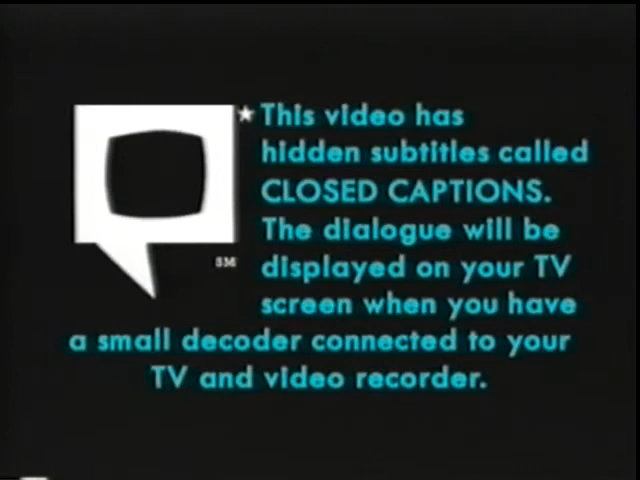 ★ This video has
hidden subtitles called
CLOSED CAPTIONS.
The dialogue will be
SM displayed on your TV
screen when you have
a small decoder connected to your
TV and video recorder.